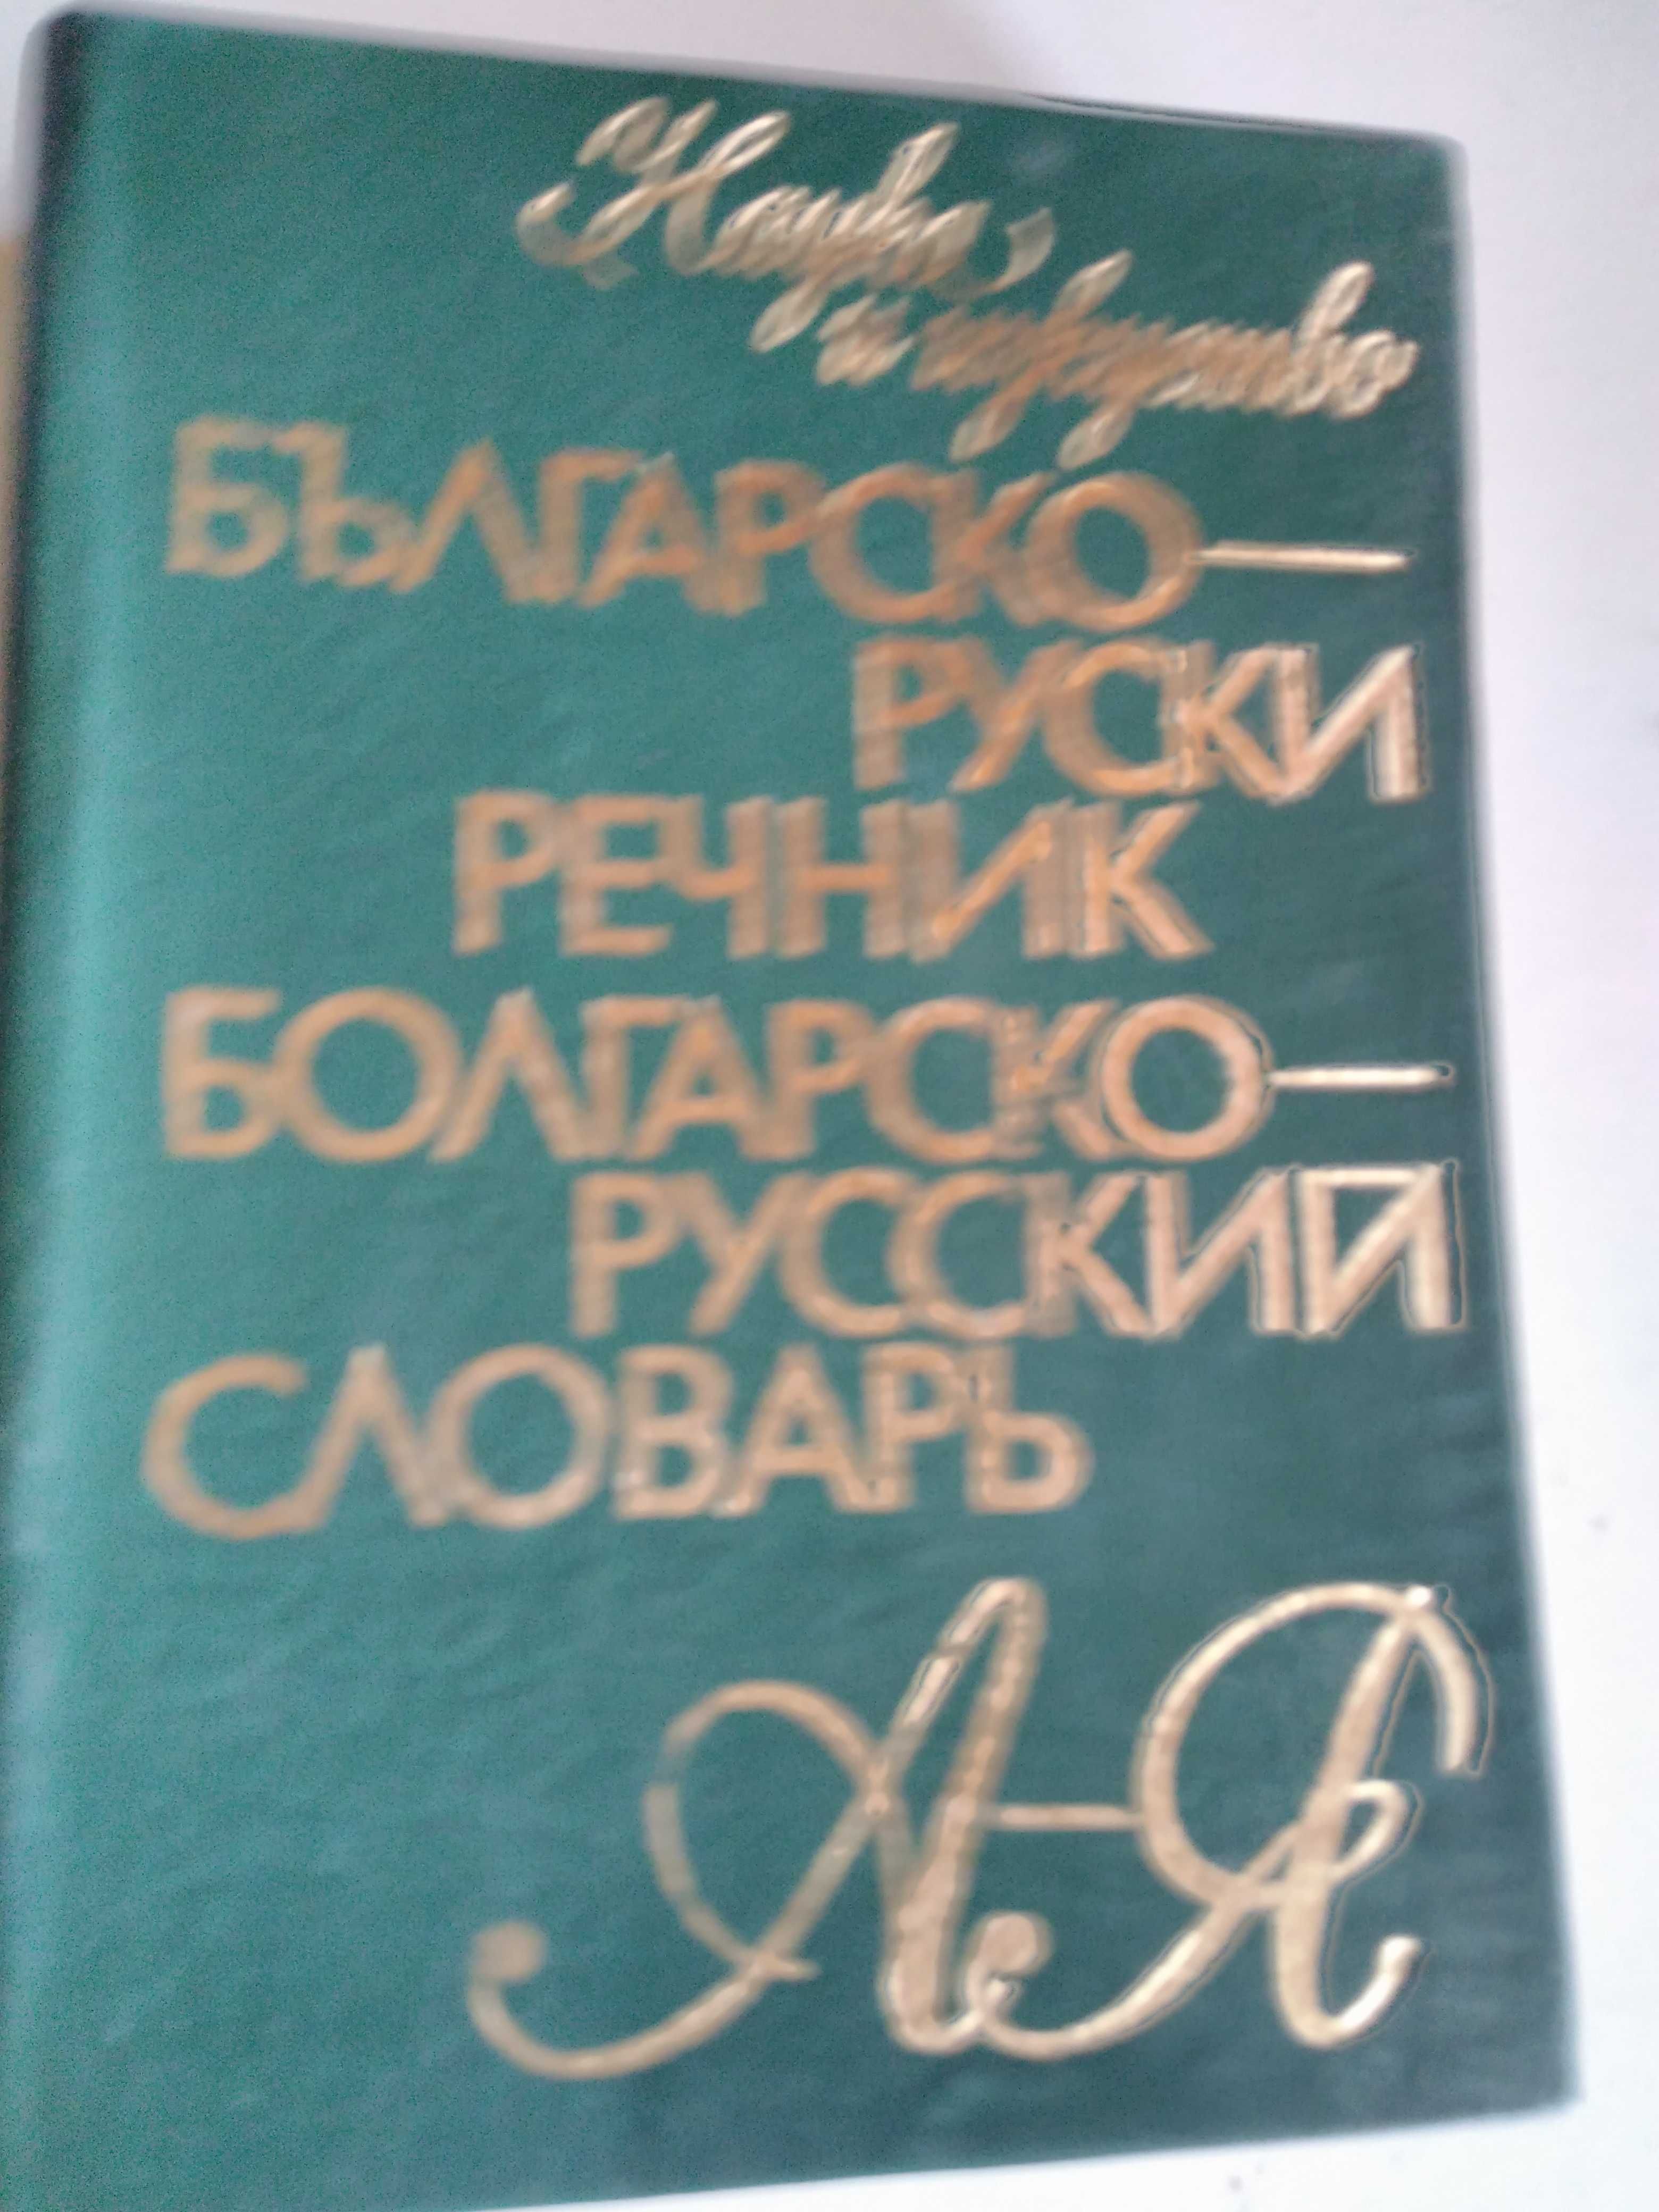 Наука
и изкуство
БЪЛГАРСКО—
РУСКИ
РЕЧНИК
БОЛГАРСКО—
РУССКИЙ
СЛОВАРЬ
А-Я